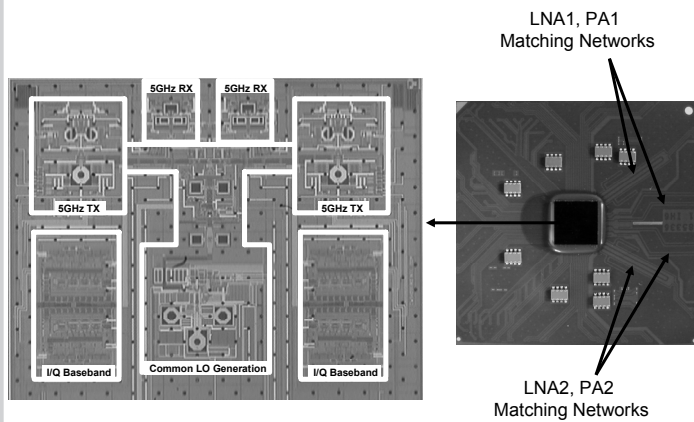 LNA1, PA1
Matching Networks
5GHz RX
5GHz RX
5GHz TX
5GHz TX
I/Q Baseband
Common LO Generation
I/Q Baseband
LNA2, PA2
Matching Networks